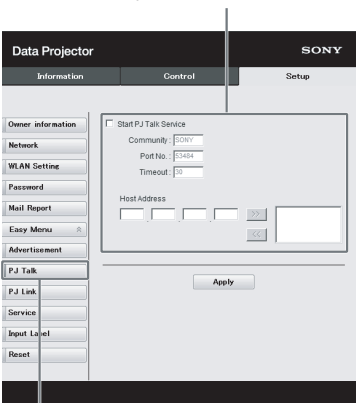 Data Projector
SONY
Information
Control
Setup
Owner information
Network
WLAN Setting
Password
Mail Report
Easy Menu
Advertisement
PJ Talk
PJ Link
Service
Input Label
Reset
Start PJ Talk Service
Community: SONY
Port No.: 53484
Timeout: 30
Host Address
. . .
>>
<<
Apply